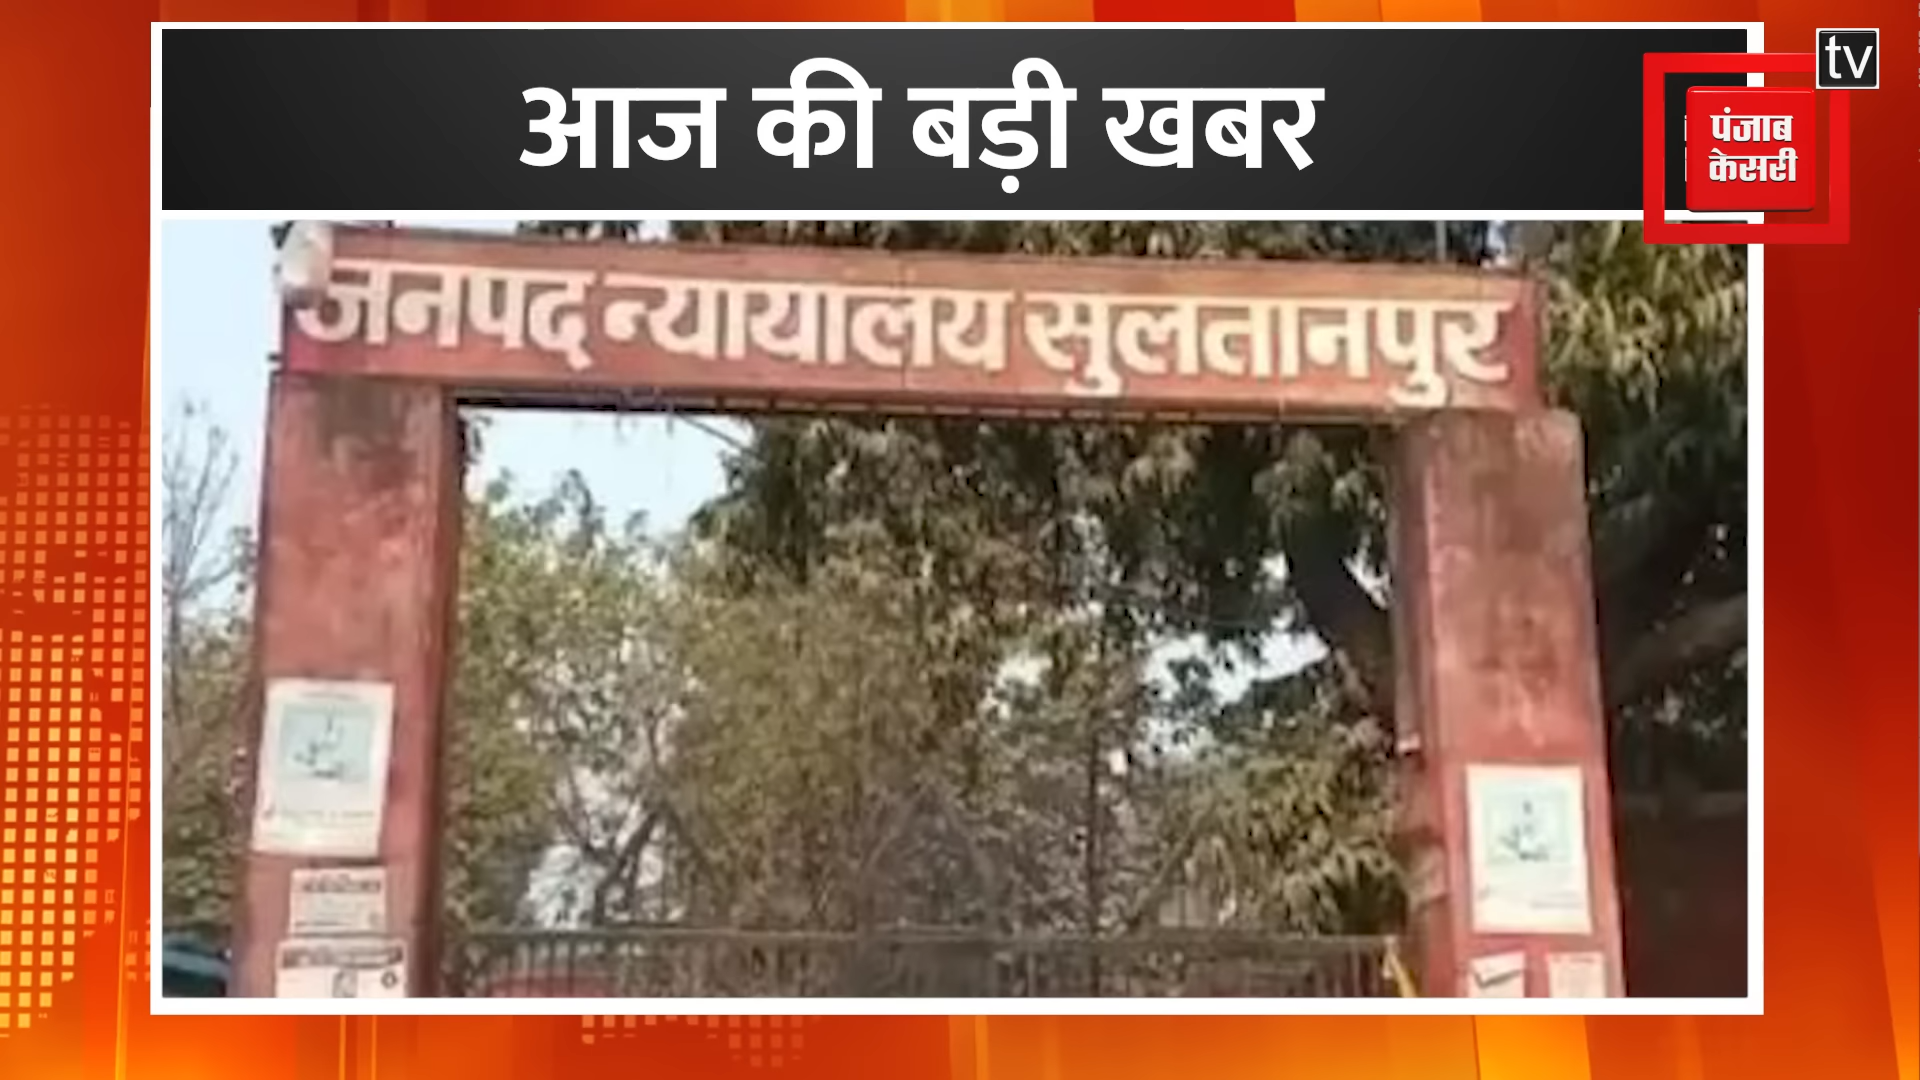 आज की बड़ी खबर
tv
पंजाब
केसरी
जनपद न्यायालय सुलतानपुर